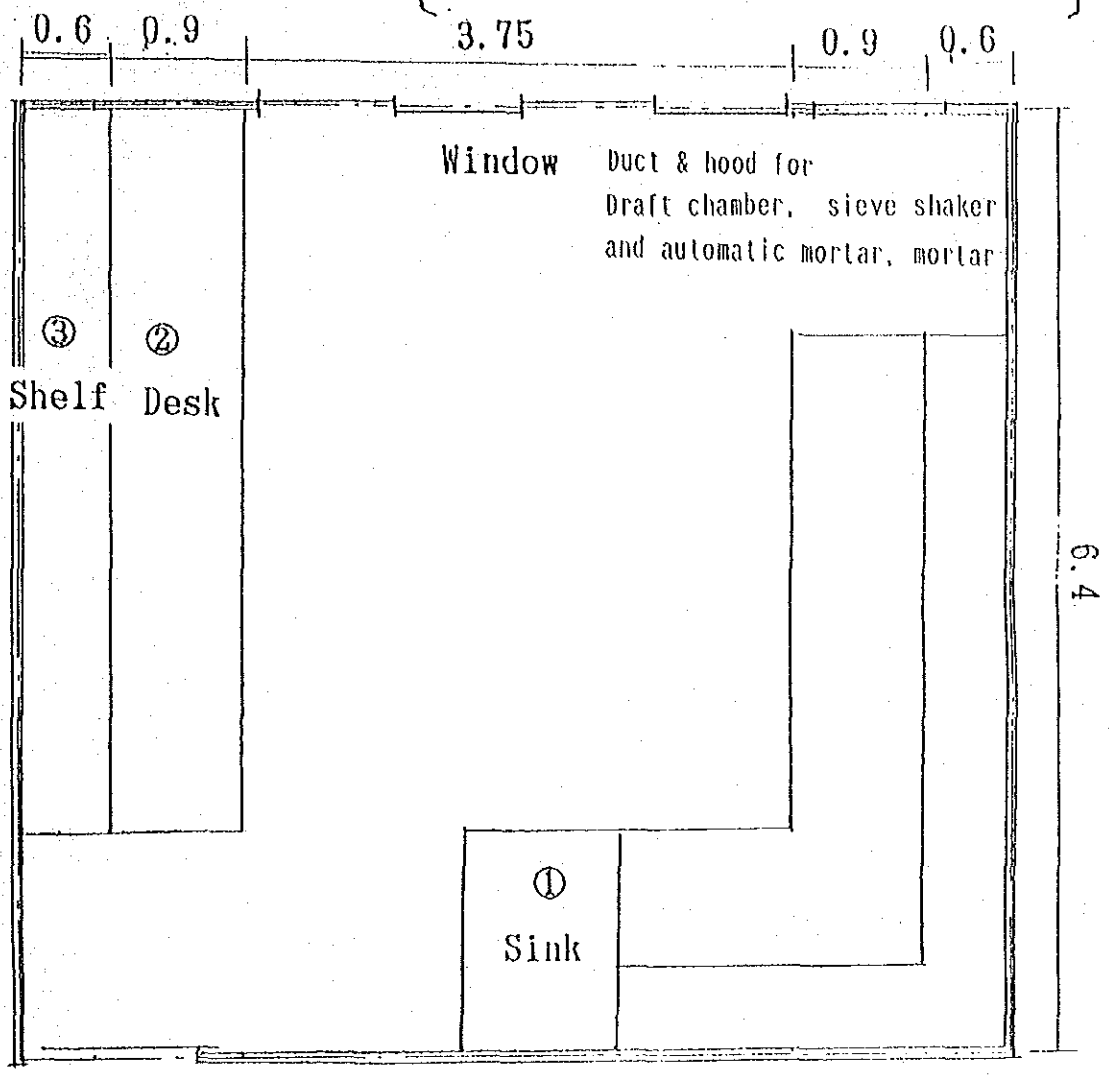 0.6 0.9 3.75 0.9 0.6
Window
Duct & hood for
Draft chamber, sieve shaker
and automatic mortar, mortar
③ ②
Shelf Desk
6.4
①
Sink